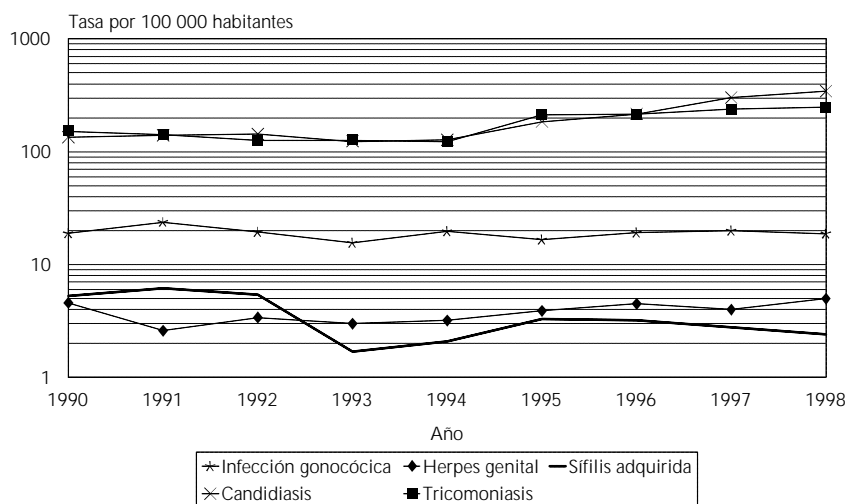 Tasa por 100 000 habitantes
1000
100
10
1
1990 1991 1992 1993 1994 1995 1996 1997 1998
Año
Infección gonocócica Herpes genital Sífilis adquirida
Candidiasis Tricomoniasis